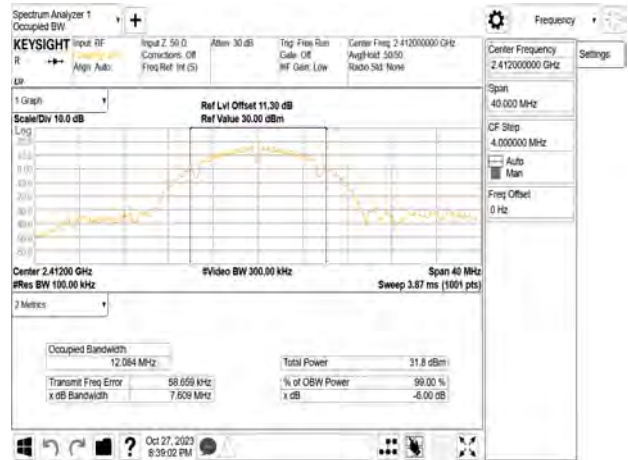 Spectrum Analyzer 1
Occupied BW
Frequency
KEYSIGHT
Input: RF
Input Z: 50 Ω
Atten: 30 dB
Trig: Free Run
Center Freq: 2.412000000 GHz
R
Corrections: Off
Gate: Off
Avg|Hold: 50/50
Align: Auto
Freq Ref: Int (S)
#IF Gain: Low
Radio Std: None
Center Frequency
2.412000000 GHz
Settings
Span
40.000 MHz
CF Step
4.000000 MHz
Auto
Man
Freq Offset
0 Hz
1 Graph
Ref Lvl Offset 11.30 dB
Scale/Div 10.0 dB
Ref Value 30.00 dBm
Log
Center 2.41200 GHz
#Video BW 300.00 kHz
Span 40 MHz
#Res BW 100.00 kHz
Sweep 3.87 ms (1001 pts)
2 Metrics
Occupied Bandwidth
12.084 MHz
Total Power
31.8 dBm
Transmit Freq Error
58.659 kHz
% of OBW Power
99.00 %
x dB Bandwidth
7.609 MHz
x dB
-6.00 dB
?
Oct 27, 2023
8:39:02 PM